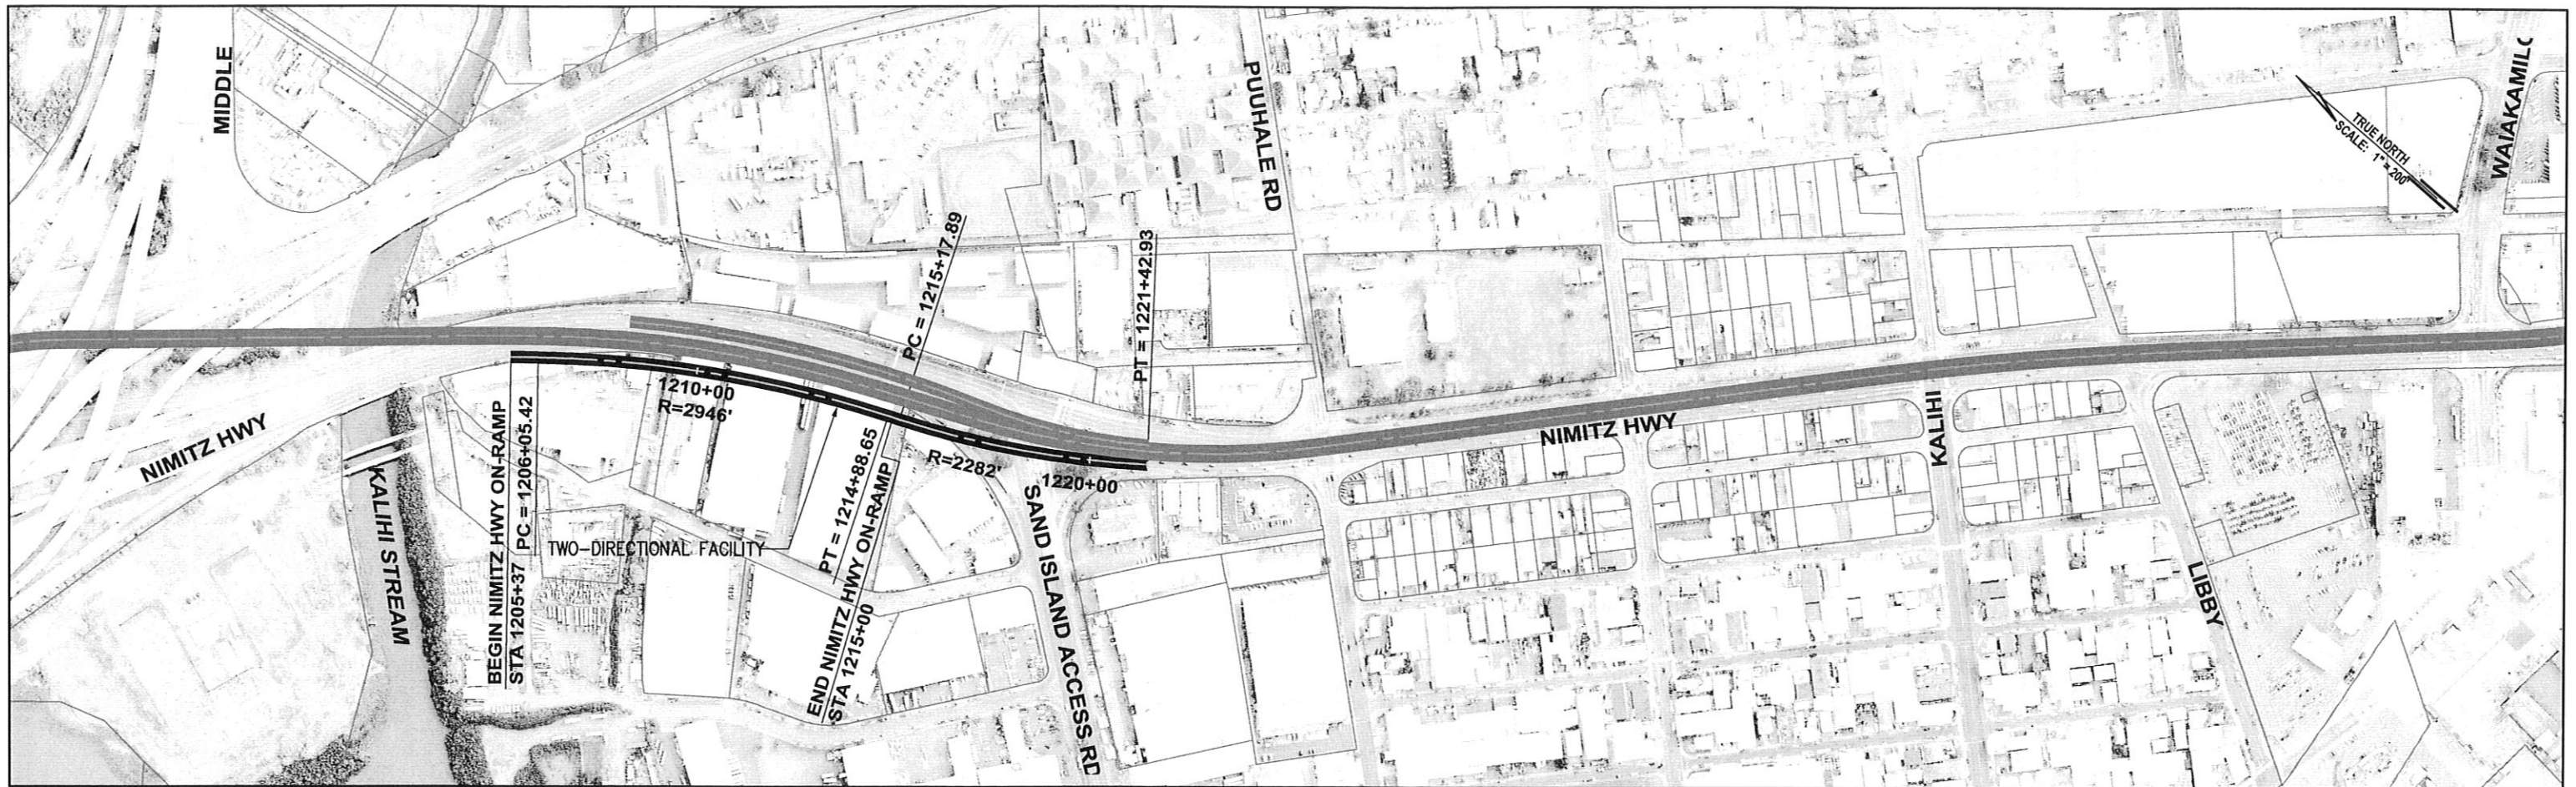 MIDDLE
PUUHALE RD
WAIAKAMILO
TRUE NORTH
SCALE: 1" = 200'
PC = 1215+17.89
PT = 1221+42.93
NIMITZ HWY
KALIHI STREAM
BEGIN NIMITZ HWY ON-RAMP
STA 1205+37 PC = 1206+05.42
1210+00
R=2946'
TWO-DIRECTIONAL FACILITY
PT = 1214+88.65
END NIMITZ HWY ON-RAMP
STA 1215+00
R=2282'
1220+00
SAND ISLAND ACCESS RD
NIMITZ HWY
KALIHI
LIBBY